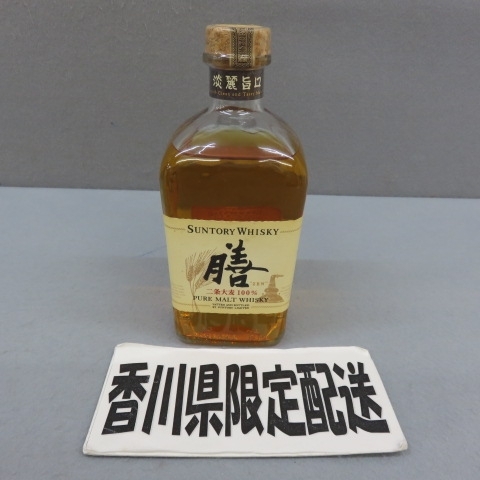 淡麗旨口
SUNTORY WHISKY
膳
ZEN
二条大麦100%
PURE MALT WHISKY
香川県限定配送